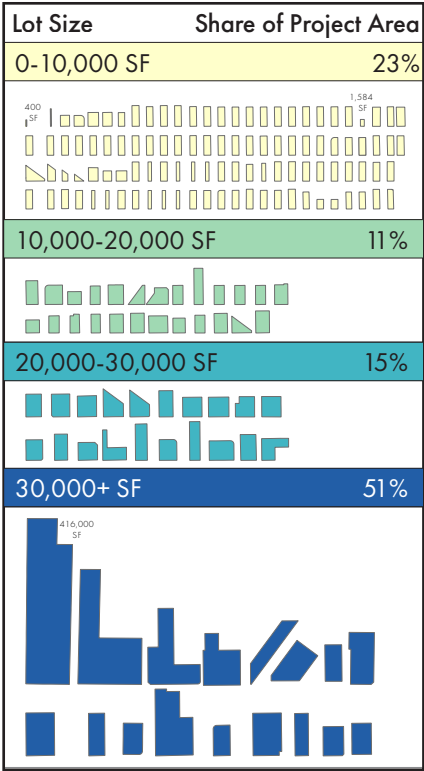 Lot Size Share of Project Area
0-10,000 SF 23%
400
SF
1,584
SF
10,000-20,000 SF 11%
20,000-30,000 SF 15%
30,000+ SF 51%
416,000
SF